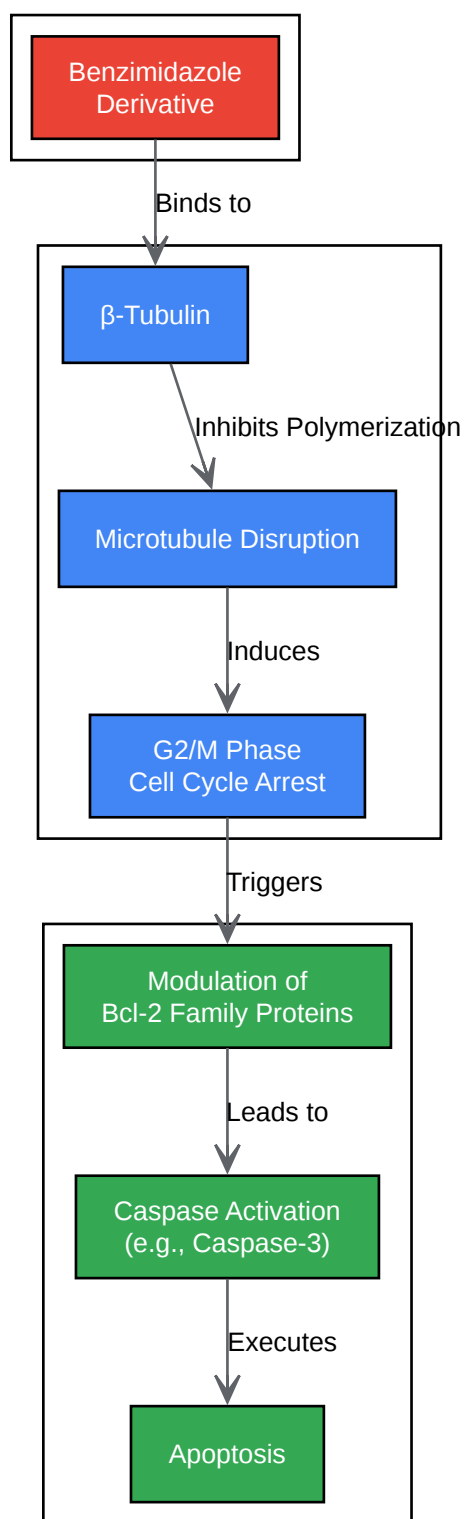 Benzimidazole
Derivative
Binds to
β-Tubulin
Inhibits Polymerization
Microtubule Disruption
Induces
G2/M Phase
Cell Cycle Arrest
Triggers
Modulation of
Bcl-2 Family Proteins
Leads to
Caspase Activation
(e.g., Caspase-3)
Executes
Apoptosis